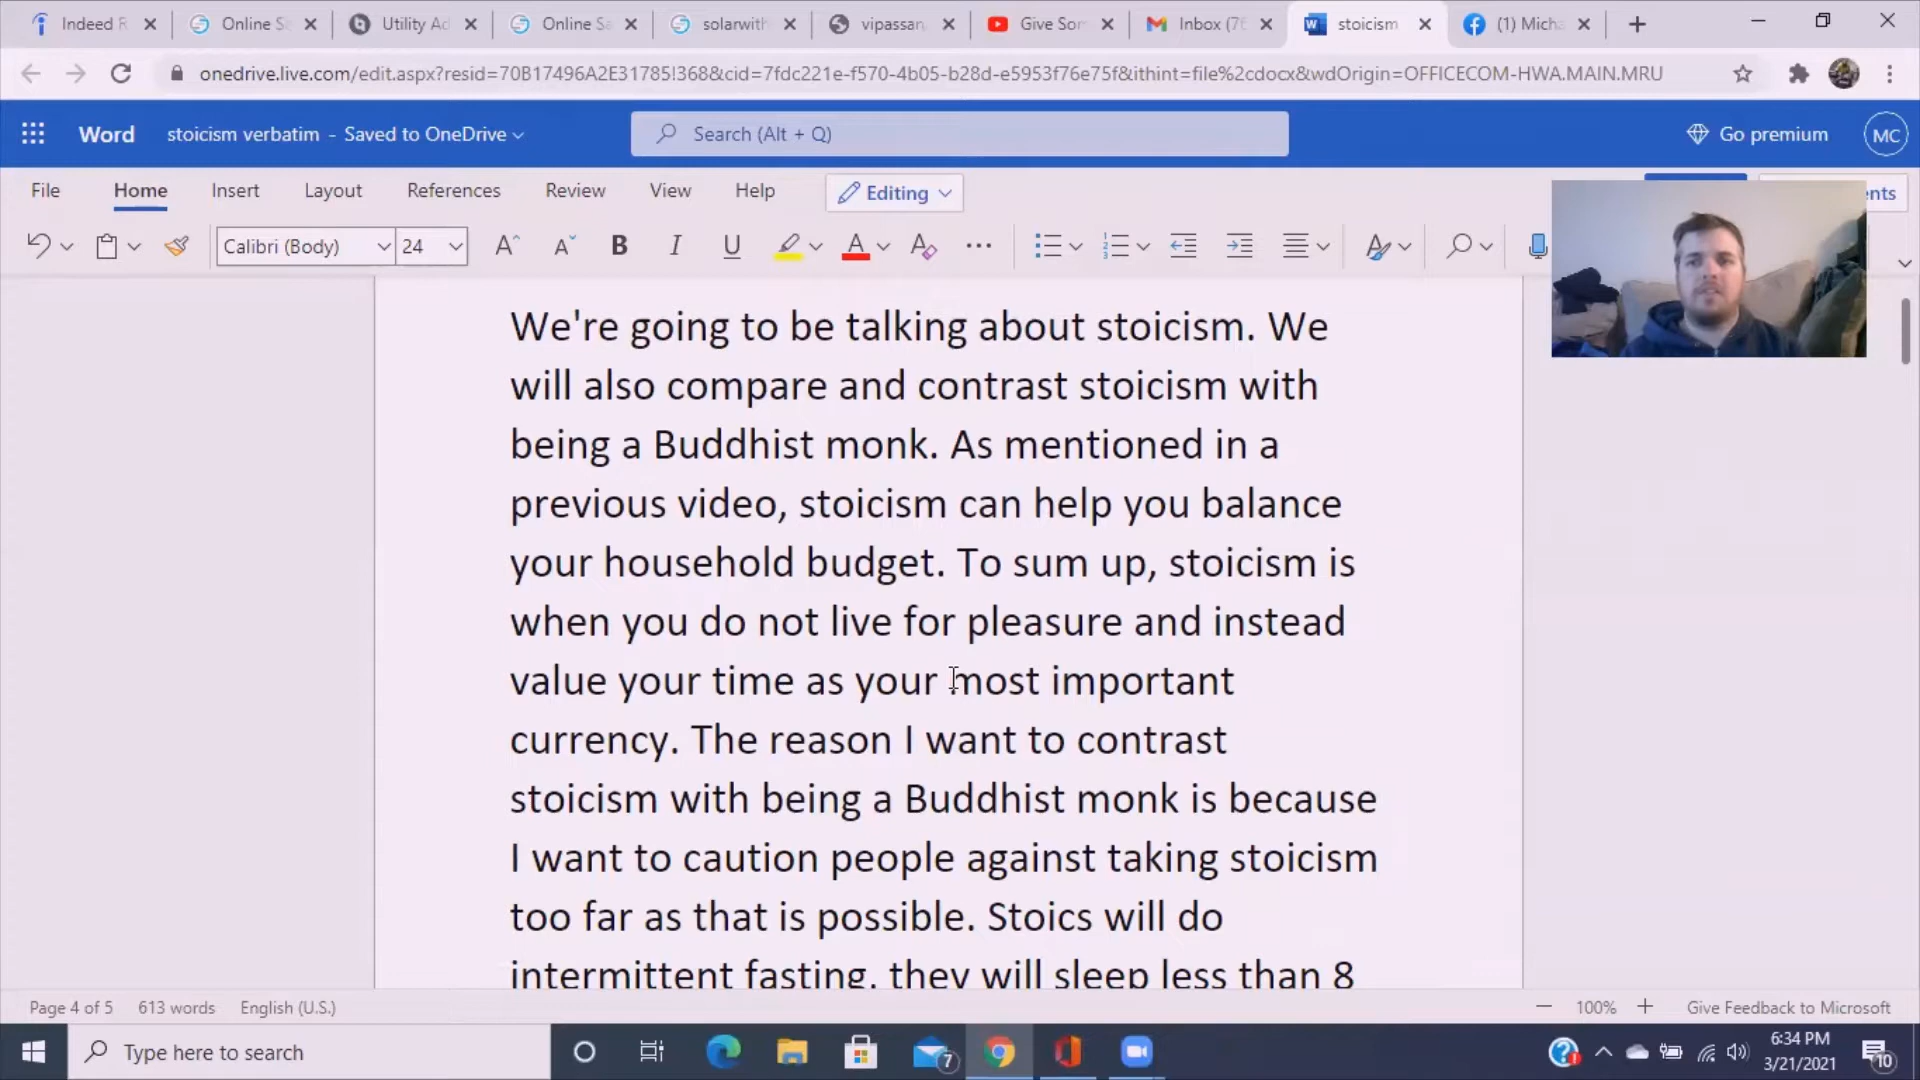 Indeed R
Online S
Utility Ad
Online Sa
solarwith
vipassan
Give Som
Inbox (76
stoicism
(1) Micha
onedrive.live.com/edit.aspx?resid=70B17496A2E31785!368&cid=7fdc221e-f570-4b05-b28d-e5953f76e75f&ithint=file%2cdocx&wdOrigin=OFFICECOM-HWA.MAIN.MRU
Word stoicism verbatim - Saved to OneDrive
Search (Alt + Q)
Go premium
MC
File Home Insert Layout References Review View Help Editing
ents
Calibri (Body) 24
We're going to be talking about stoicism. We
will also compare and contrast stoicism with
being a Buddhist monk. As mentioned in a
previous video, stoicism can help you balance
your household budget. To sum up, stoicism is
when you do not live for pleasure and instead
value your time as your most important
currency. The reason I want to contrast
stoicism with being a Buddhist monk is because
I want to caution people against taking stoicism
too far as that is possible. Stoics will do
intermittent fasting, they will sleep less than 8
Page 4 of 5 613 words English (U.S.)
100%
Give Feedback to Microsoft
Type here to search
7
6:34 PM
3/21/2021
10